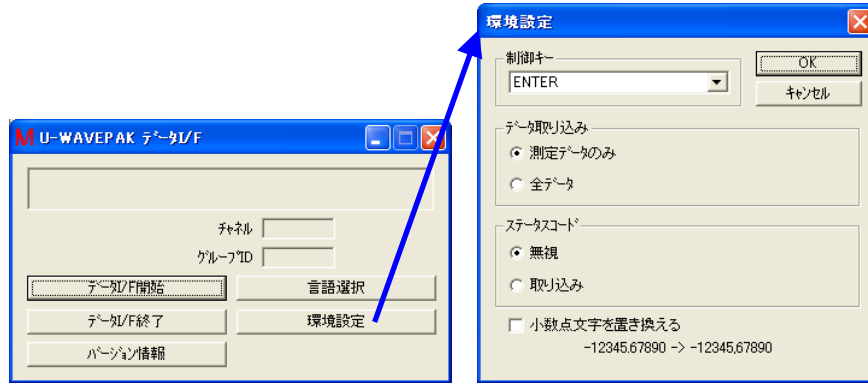 U-WAVEPAK ﾃﾞｰﾀI/F
チャネル
グループID
データI/F開始
言語選択
データI/F終了
環境設定
バージョン情報
環境設定
制御キー
ENTER
OK
キャンセル
データ取り込み
測定データのみ
全データ
ステータスコード
無視
取り込み
小数点文字を置き換える
-12345.67890 -> -12345,67890